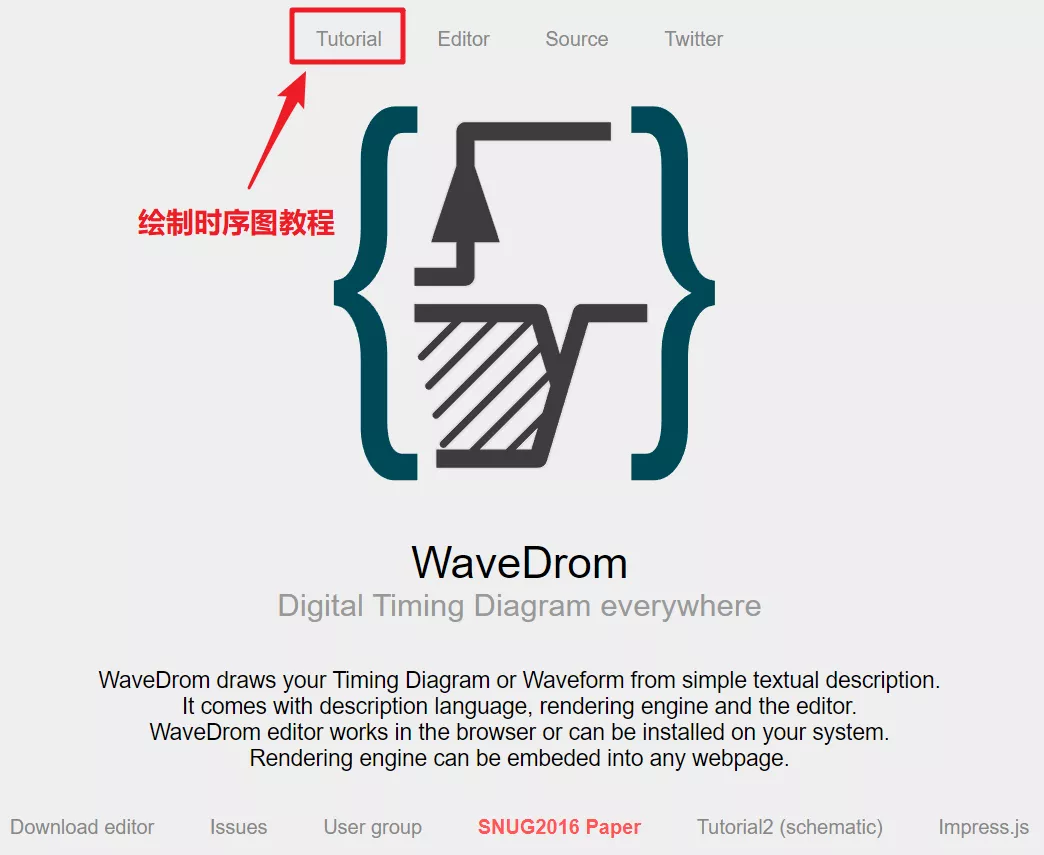 Tutorial Editor Source Twitter
绘制时序图教程
WaveDrom
Digital Timing Diagram everywhere
WaveDrom draws your Timing Diagram or Waveform from simple textual description.
It comes with description language, rendering engine and the editor.
WaveDrom editor works in the browser or can be installed on your system.
Rendering engine can be embeded into any webpage.
Download editor Issues User group SNUG2016 Paper Tutorial2 (schematic) Impress.js